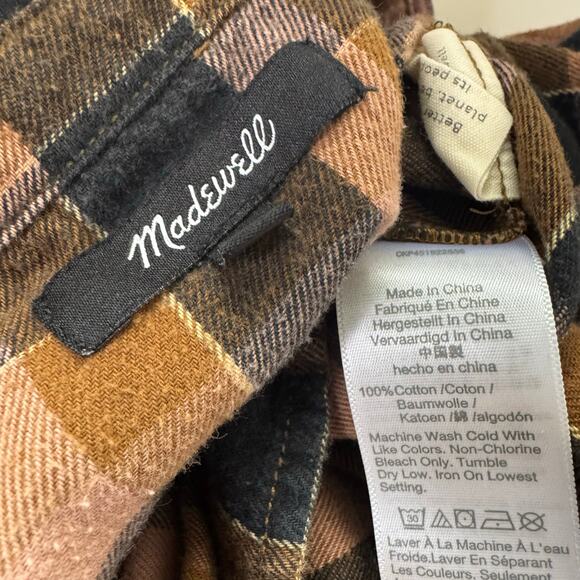 Madewell
Made In China
Fabriqué En Chine
Hergestellt In China
Vervaardigd In China
中国製
hecho en china
100%Cotton /Coton /
Baumwolle /
Katoen /綿 /algodón
Machine Wash Cold With
Like Colors. Non-Chlorine
Bleach Only. Tumble
Dry Low. Iron On Lowest
Setting.
30
Laver À La Machine À L'eau
Froide.Laver En Séparant
Les Couleurs. Seulement
Better
planet, be
its peop